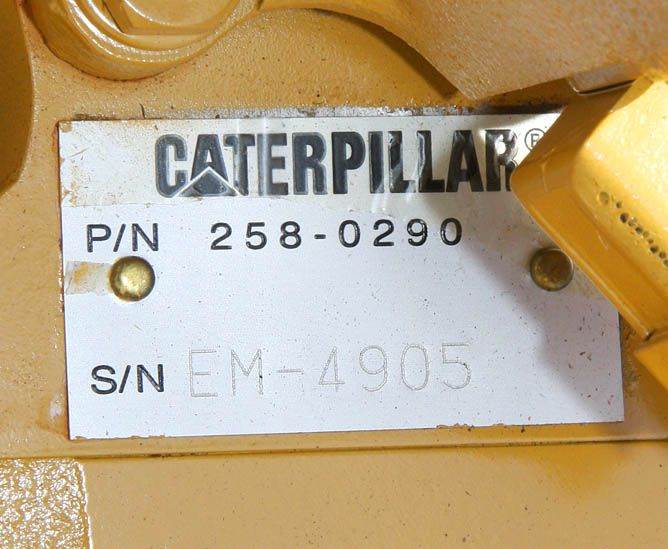 CATERPILLAR®
P/N 258-0290
S/N EM-4905